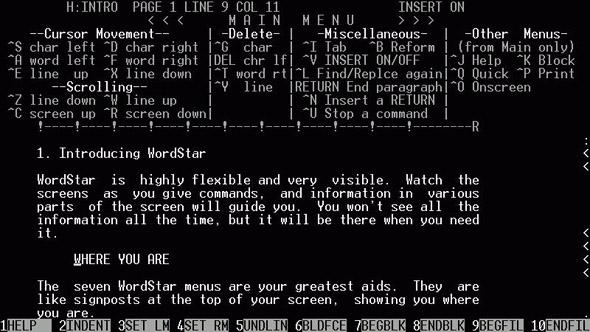 H:INTRO  PAGE 1 LINE 9 COL 11              INSERT ON
< < <      M A I N   M E N U      > > >
--Cursor Movement--        | -Delete-  |  -Miscellaneous-      | -Other  Menus-
^S char left ^D char right |^G  char   | ^I Tab   ^B Reform    |(from Main only)
^A word left ^F word right |DEL chr lf | ^V INSERT ON/OFF      |^J Help  ^K Block
^E line  up  ^X line down  |^T word rt |^L Find/Replce again|^Q Quick ^P Print
--Scrolling--       |^Y  line   |RETURN End paragraph|^O Onscreen
^Z line down ^W line up    |           | ^N Insert a RETURN |
^C screen up ^R screen down|           | ^U Stop a command  |
!----!----!----!----!----!----!----!----!----!----!--------R
:
1. Introducing WordStar                                    <
<
WordStar  is  highly flexible and very  visible.  Watch  the
screens  as  you give commands,  and information  in  various
parts  of the screen will guide you.  You won't see  all  the
information all the time, but it will be there when you need
it.                                                        <
<
WHERE YOU ARE                                         <
<
The  seven WordStar menus are your greatest aids.  They  are
like signposts at the top of your screen,  showing you where
you are.
1HELP   2INDENT 3SET LM 4SET RM 5UNDLIN 6BLDFCE 7BEGBLK 8ENDBLK 9BEGFIL 10ENDFIL